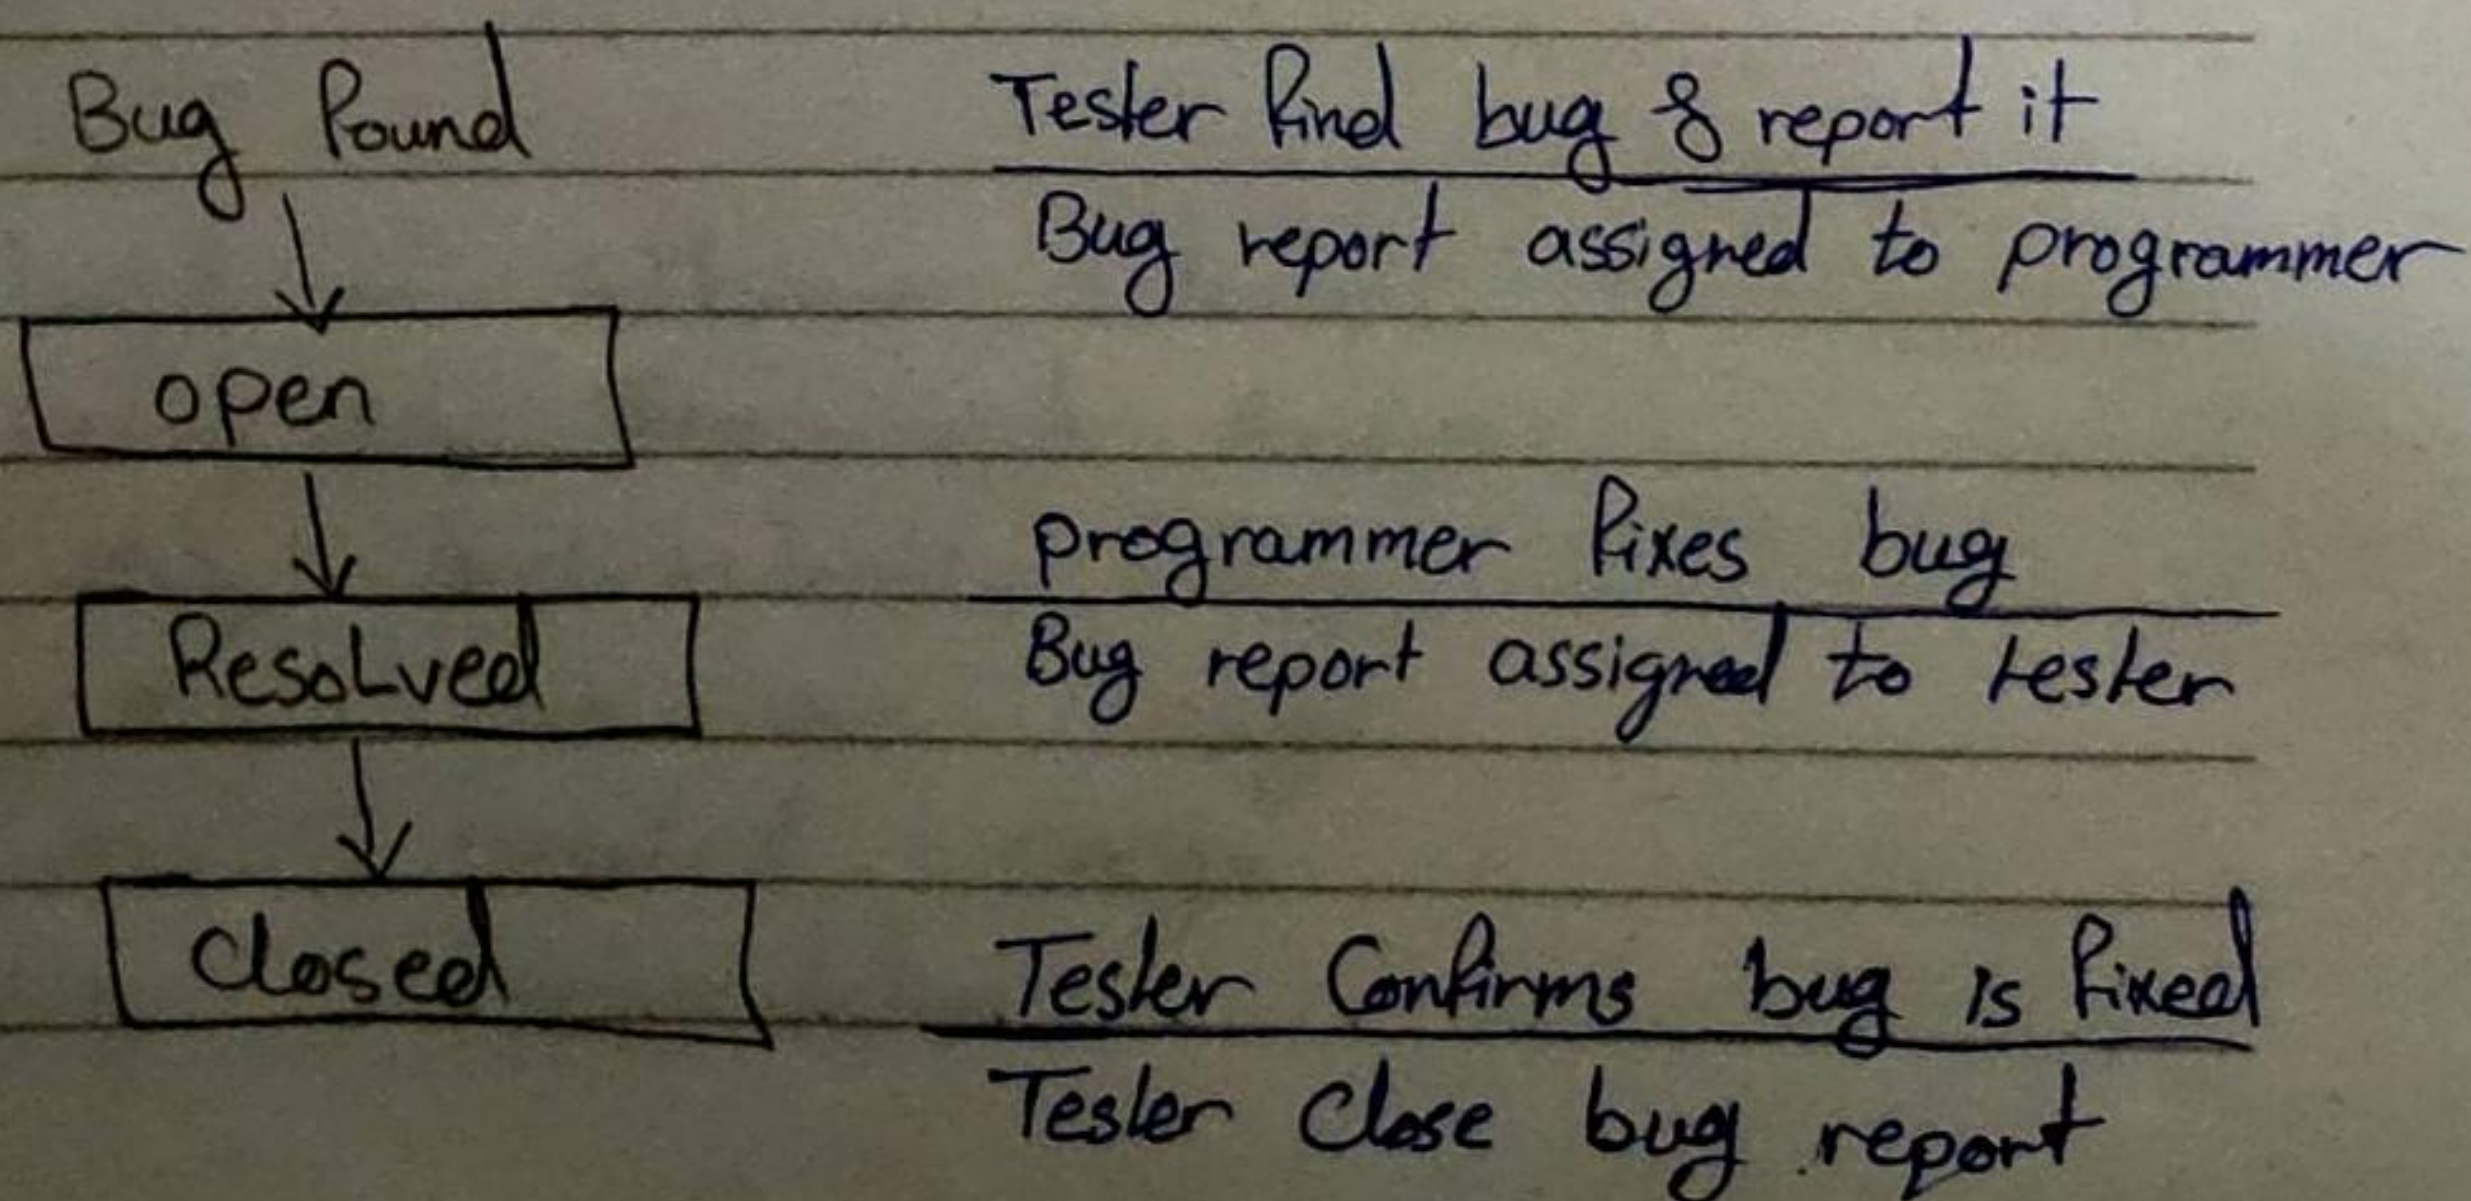 Bug Found
Tester find bug & report it
Bug report assigned to programmer
open
programmer fixes bug
Resolved
Bug report assigned to tester
closed
Tester Confirms bug is fixed
Tester Close bug report